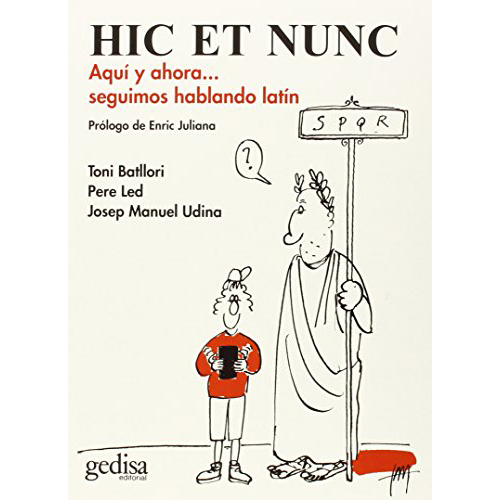 HIC ET NUNC
Aquí y ahora...
seguimos hablando latín
Prólogo de Enric Juliana
SPQR
?
Toni Batllori
Pere Led
Josep Manuel Udina
gedisa
editorial